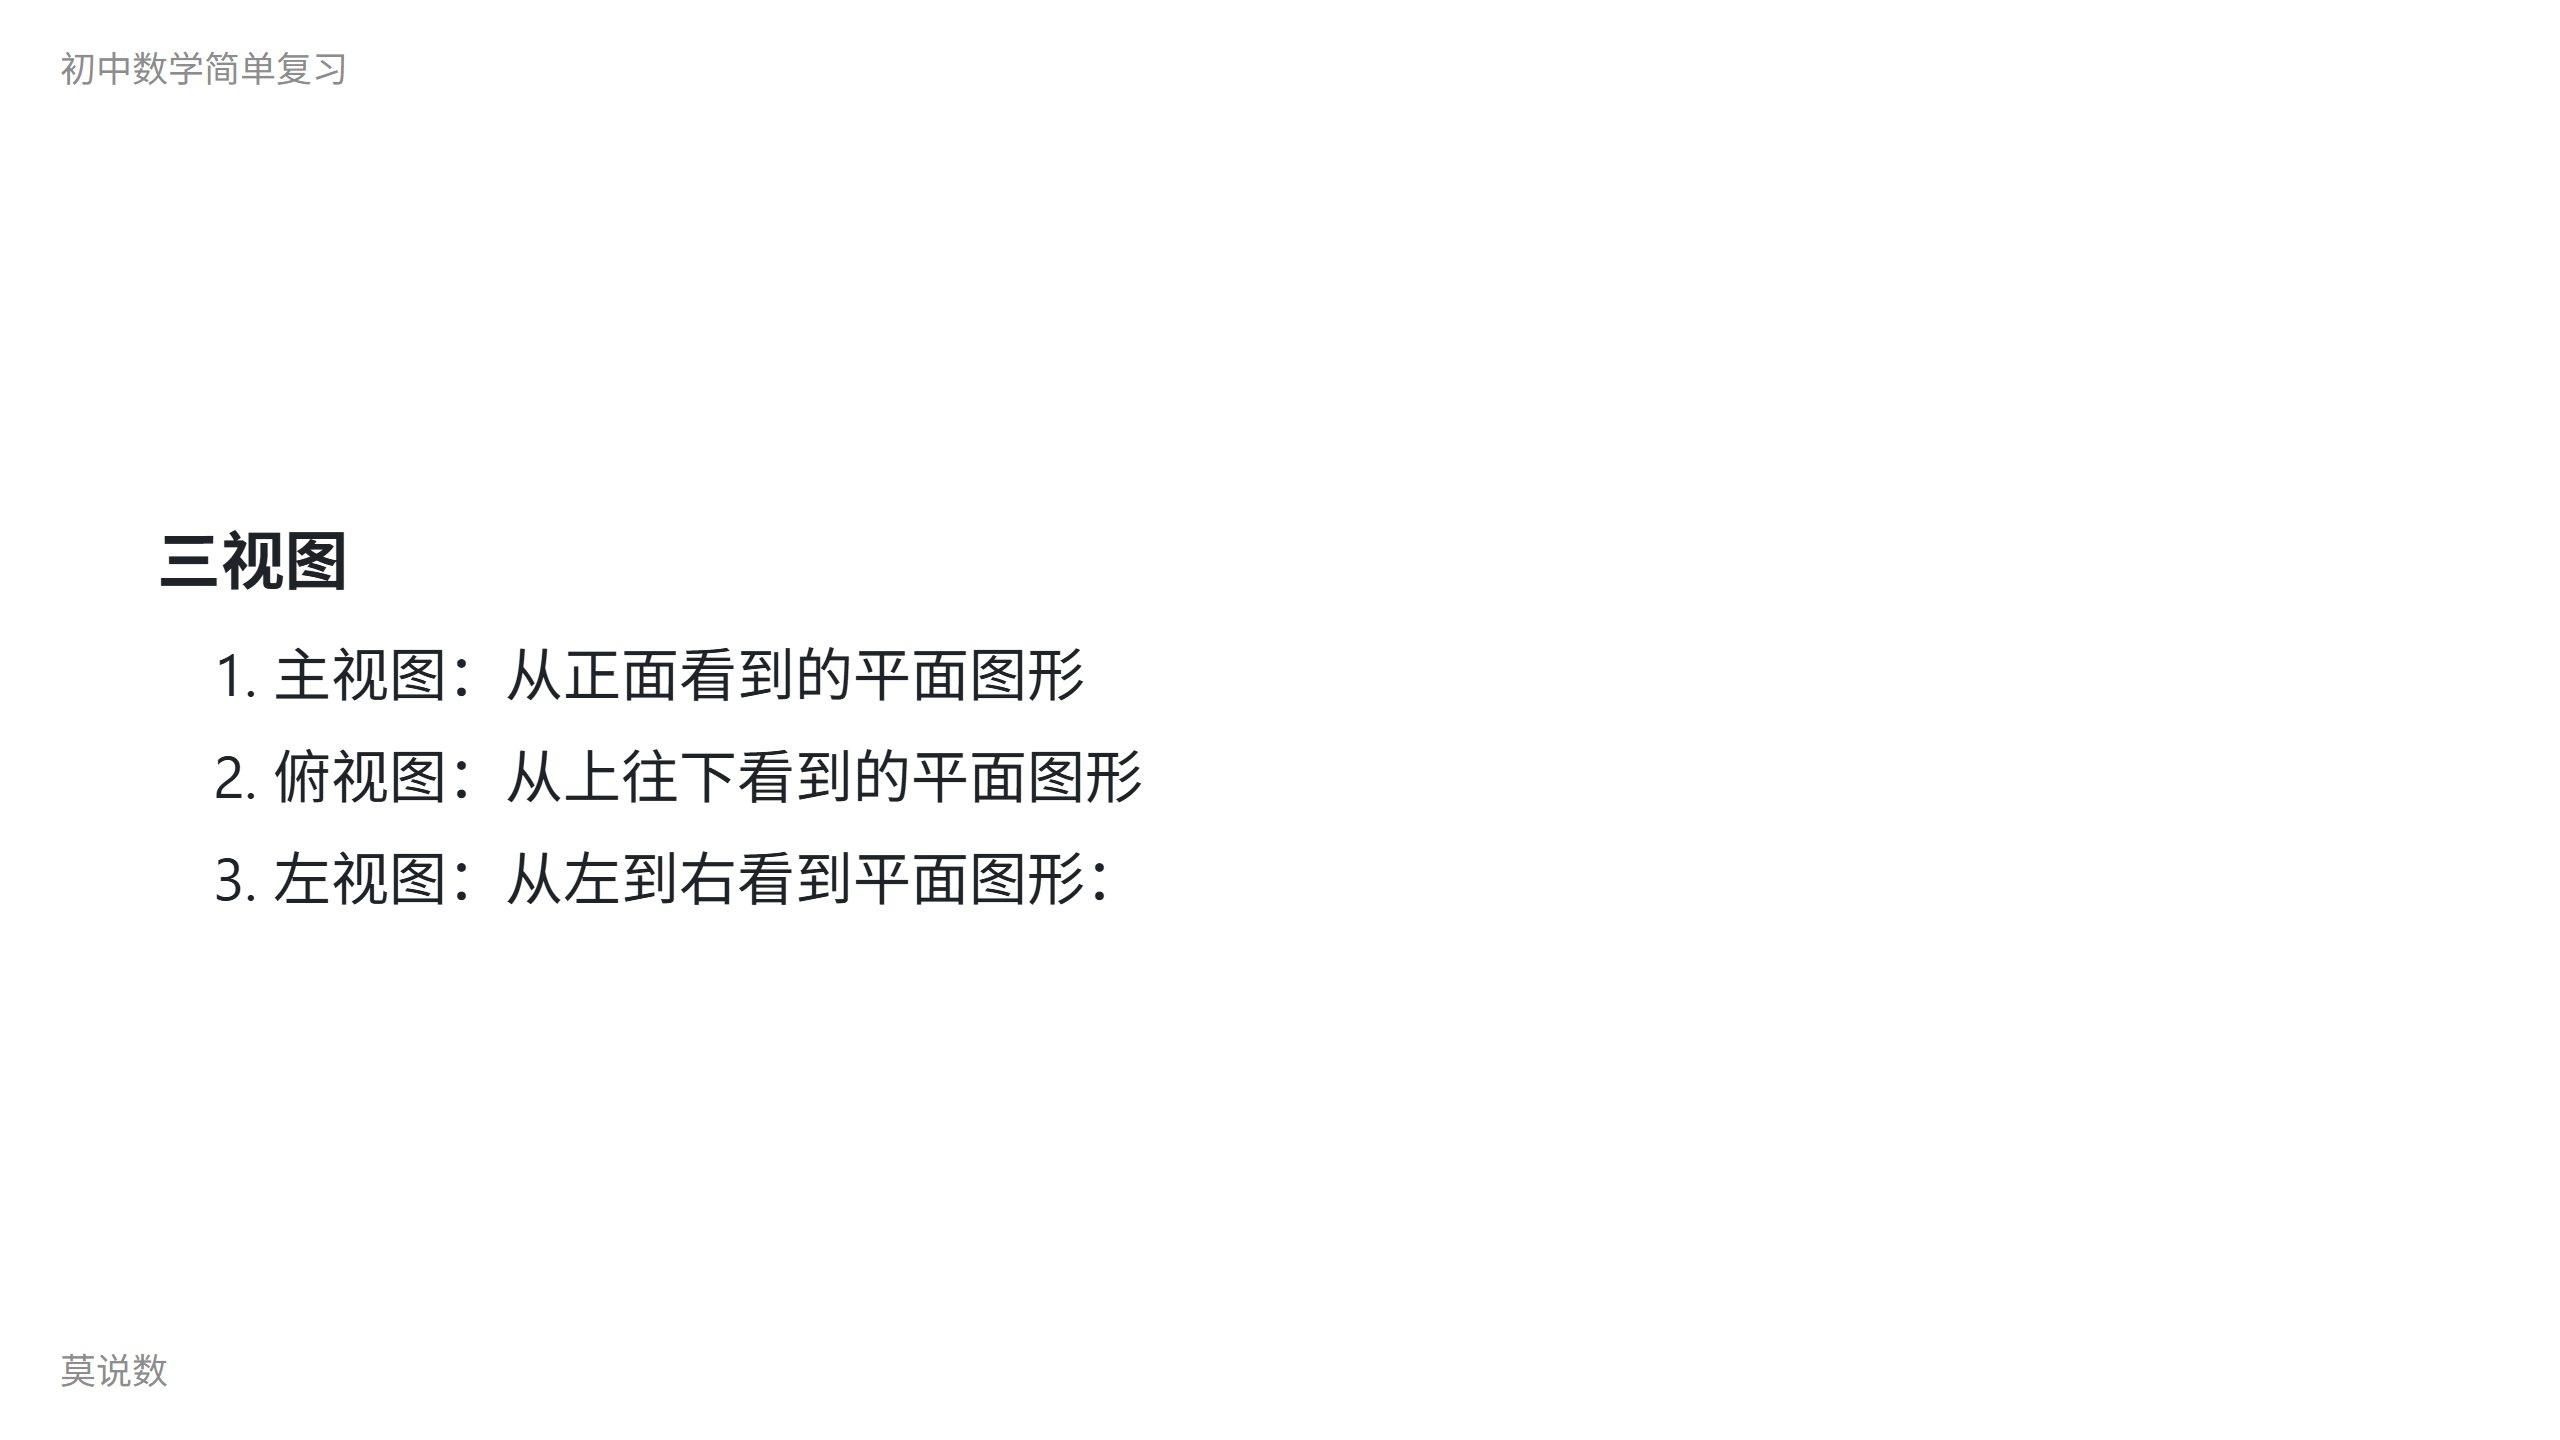 初中数学简单复习
三视图
1. 主视图：从正面看到的平面图形
2. 俯视图：从上往下看到的平面图形
3. 左视图：从左到右看到平面图形：
莫说数